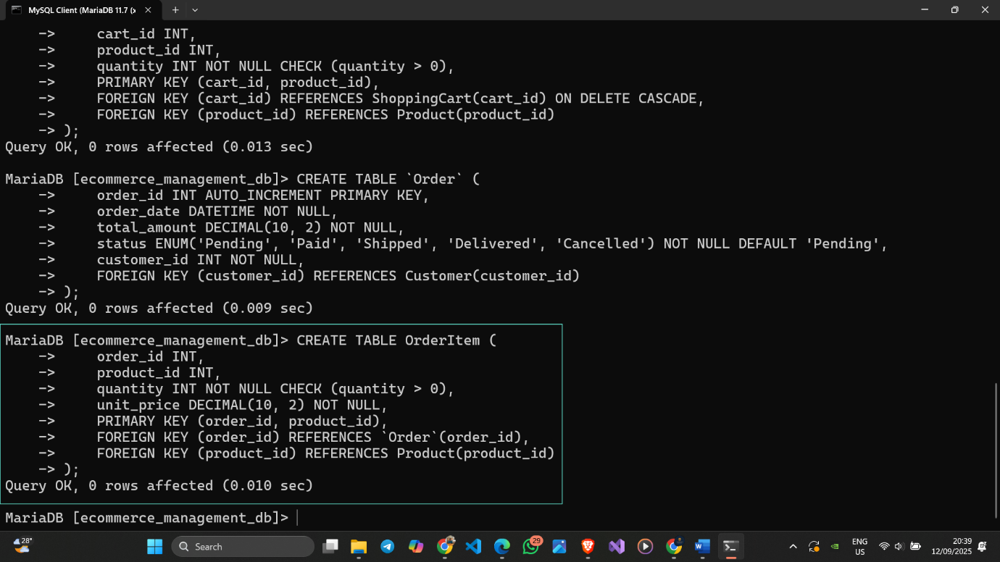 MySQL Client (MariaDB 11.7 (x
-> cart_id INT,
-> product_id INT,
-> quantity INT NOT NULL CHECK (quantity > 0),
-> PRIMARY KEY (cart_id, product_id),
-> FOREIGN KEY (cart_id) REFERENCES ShoppingCart(cart_id) ON DELETE CASCADE,
-> FOREIGN KEY (product_id) REFERENCES Product(product_id)
-> );
Query OK, 0 rows affected (0.013 sec)
MariaDB [ecommerce_management_db]> CREATE TABLE `Order` (
-> order_id INT AUTO_INCREMENT PRIMARY KEY,
-> order_date DATETIME NOT NULL,
-> total_amount DECIMAL(10, 2) NOT NULL,
-> status ENUM('Pending', 'Paid', 'Shipped', 'Delivered', 'Cancelled') NOT NULL DEFAULT 'Pending',
-> customer_id INT NOT NULL,
-> FOREIGN KEY (customer_id) REFERENCES Customer(customer_id)
-> );
Query OK, 0 rows affected (0.009 sec)
MariaDB [ecommerce_management_db]> CREATE TABLE OrderItem (
-> order_id INT,
-> product_id INT,
-> quantity INT NOT NULL CHECK (quantity > 0),
-> unit_price DECIMAL(10, 2) NOT NULL,
-> PRIMARY KEY (order_id, product_id),
-> FOREIGN KEY (order_id) REFERENCES `Order`(order_id),
-> FOREIGN KEY (product_id) REFERENCES Product(product_id)
-> );
Query OK, 0 rows affected (0.010 sec)
MariaDB [ecommerce_management_db]>
28°
Search
29
ENG
US
20:39
12/09/2025